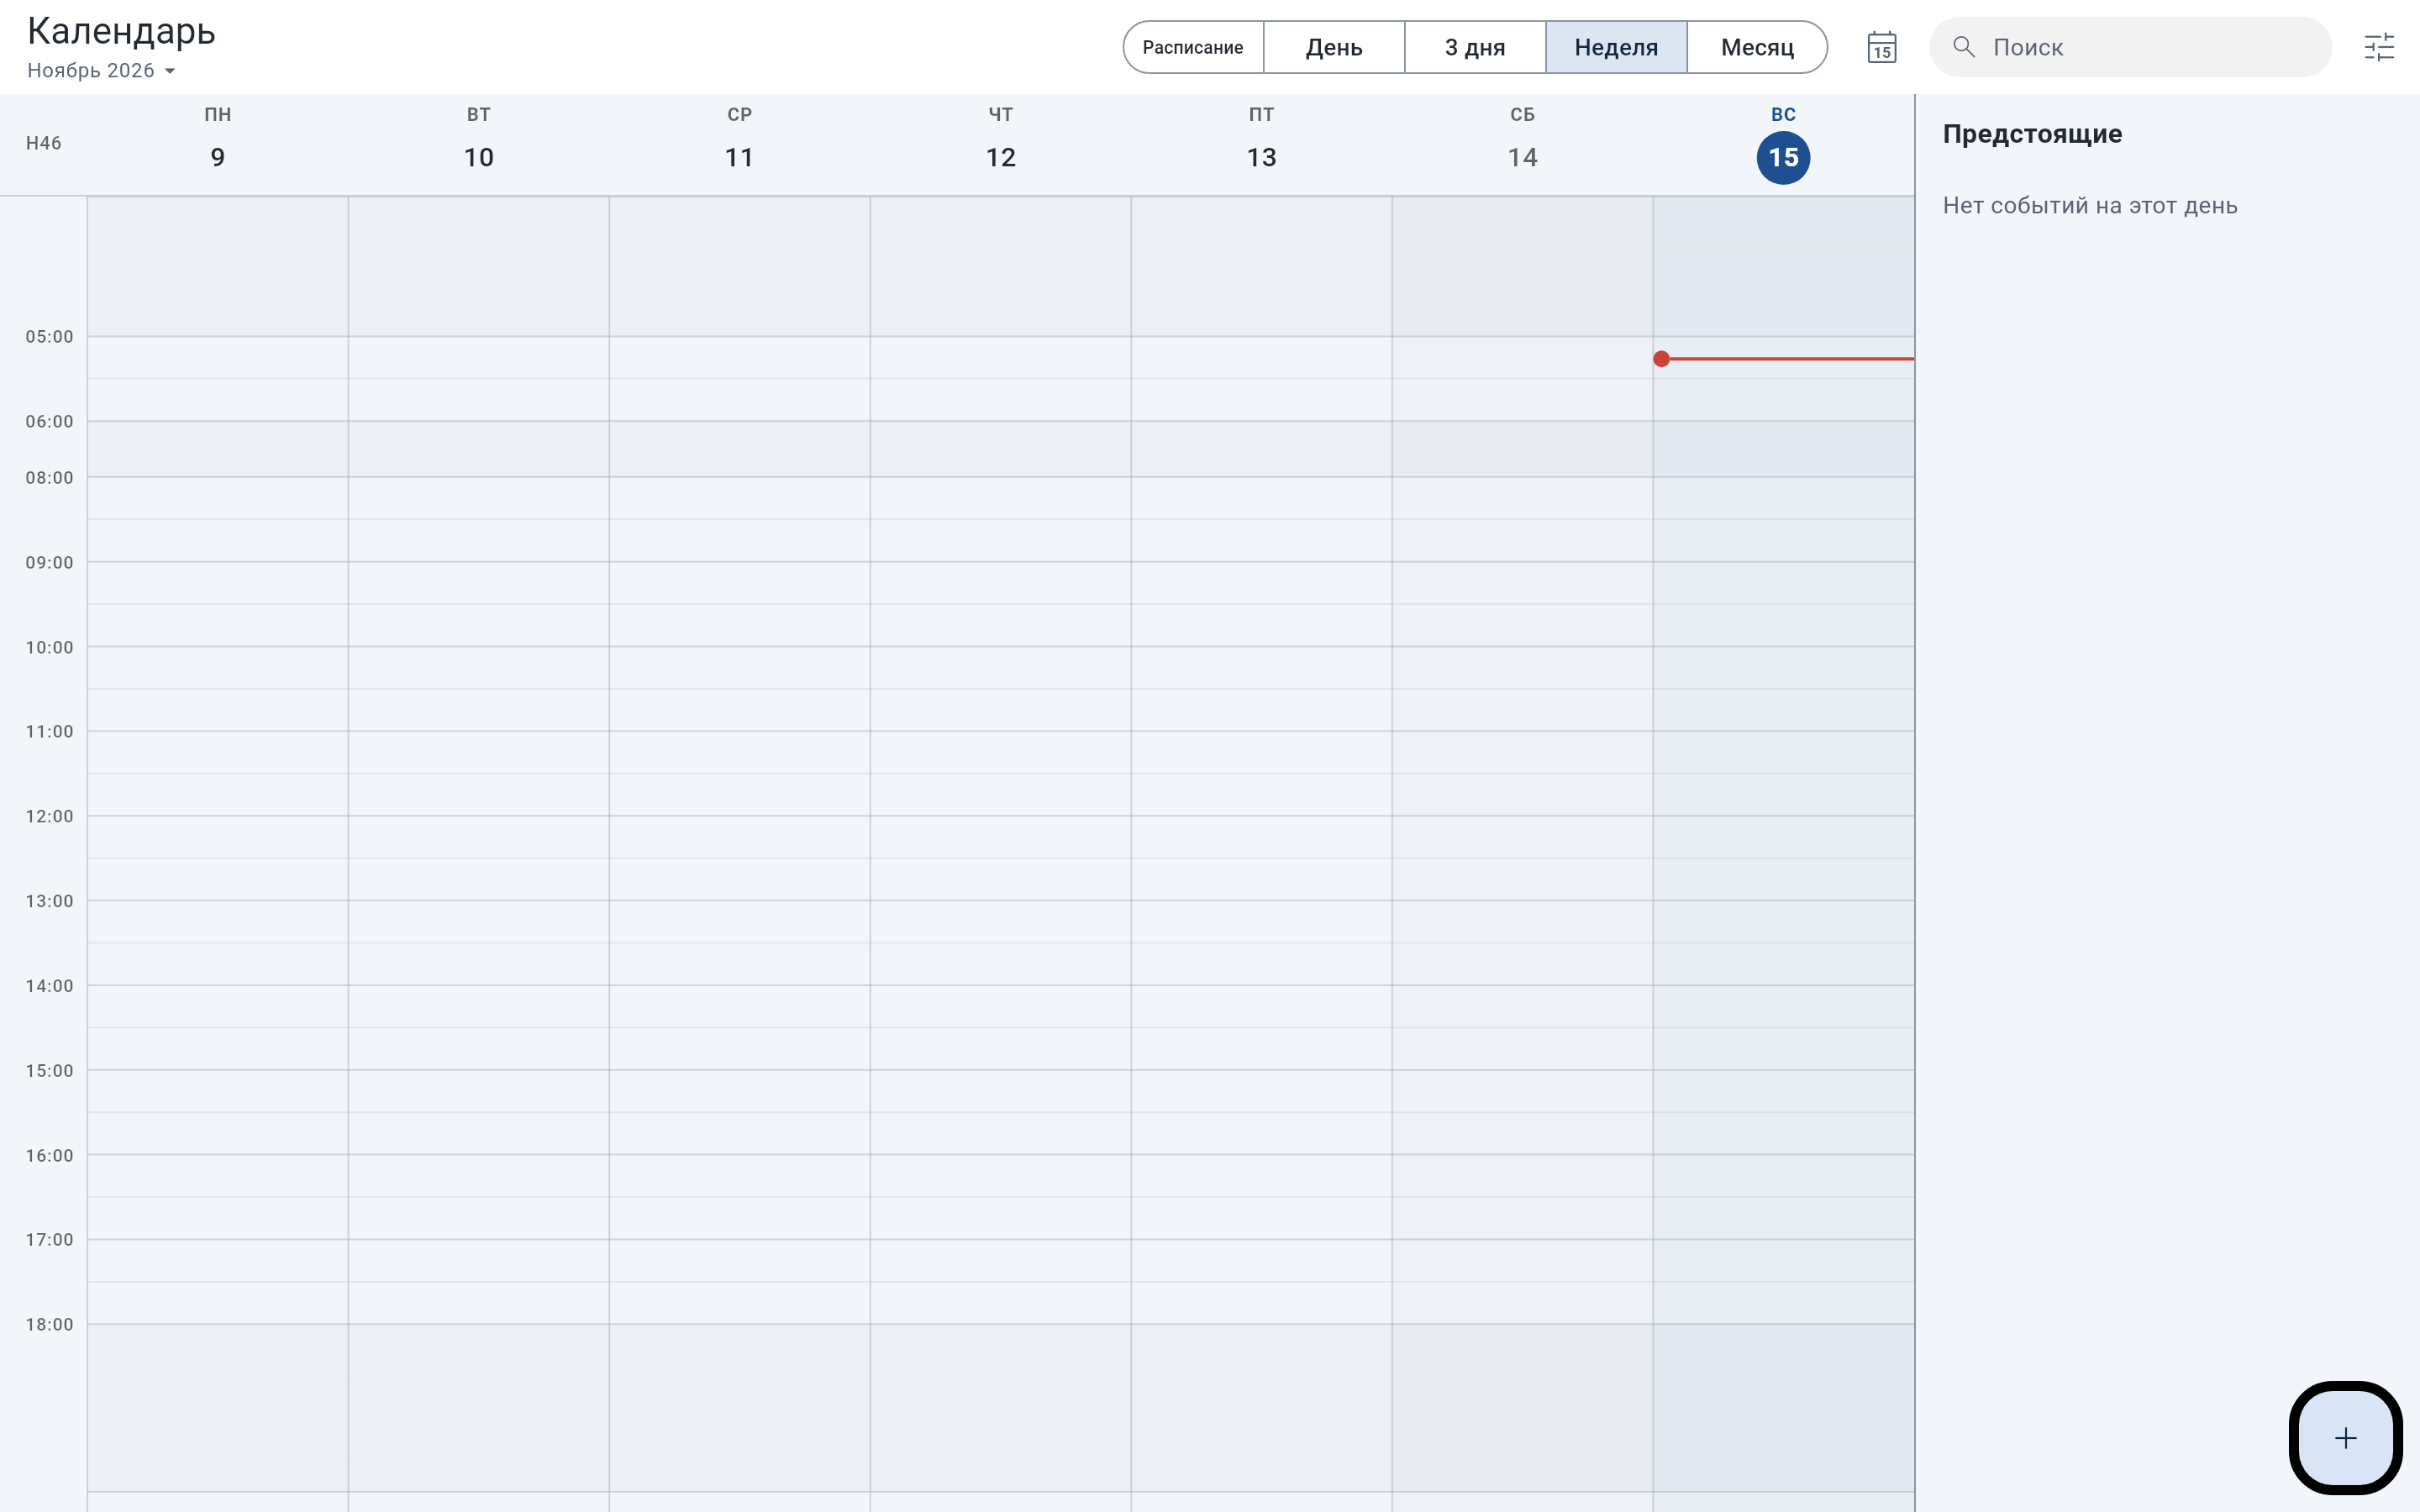 Календарь
Ноябрь 2026
Расписание День 3 дня Неделя Месяц
15
Поиск
Н46
ПН ВТ СР ЧТ ПТ СБ ВС
9 10 11 12 13 14 15
Предстоящие
Нет событий на этот день
05:00
06:00
08:00
09:00
10:00
11:00
12:00
13:00
14:00
15:00
16:00
17:00
18:00